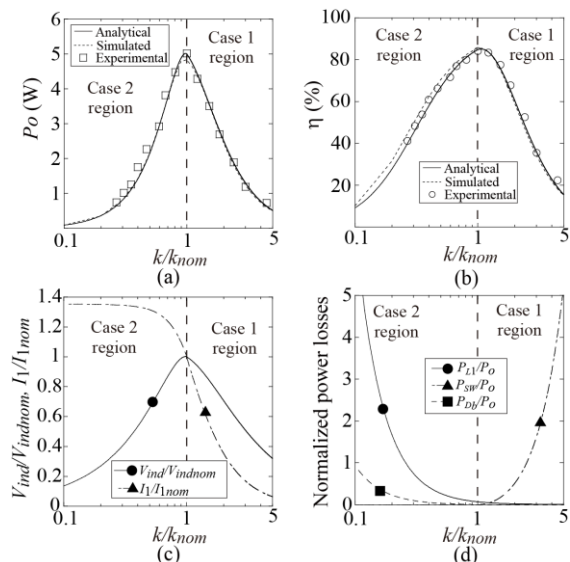 Analytical
Simulated
Experimental
Case 1
region
Case 2
region
Po (W)
5
4
3
2
1
0.1
1
5
k/knom
(a)
100
80
60
40
20
η (%)
Case 2
region
Case 1
region
Analytical
Simulated
Experimental
0.1
1
5
k/knom
(b)
1.4
1.2
1
0.8
0.6
0.4
0.2
0
Vind/Vindnom, I1/I1nom
Case 2
region
Case 1
region
Vind/Vindnom
I1/I1nom
0.1
1
5
k/knom
(c)
5
4
3
2
1
0
Normalized power losses
Case 2
region
Case 1
region
PL1/Po
PSW/Po
PDb/Po
0.1
1
5
k/knom
(d)